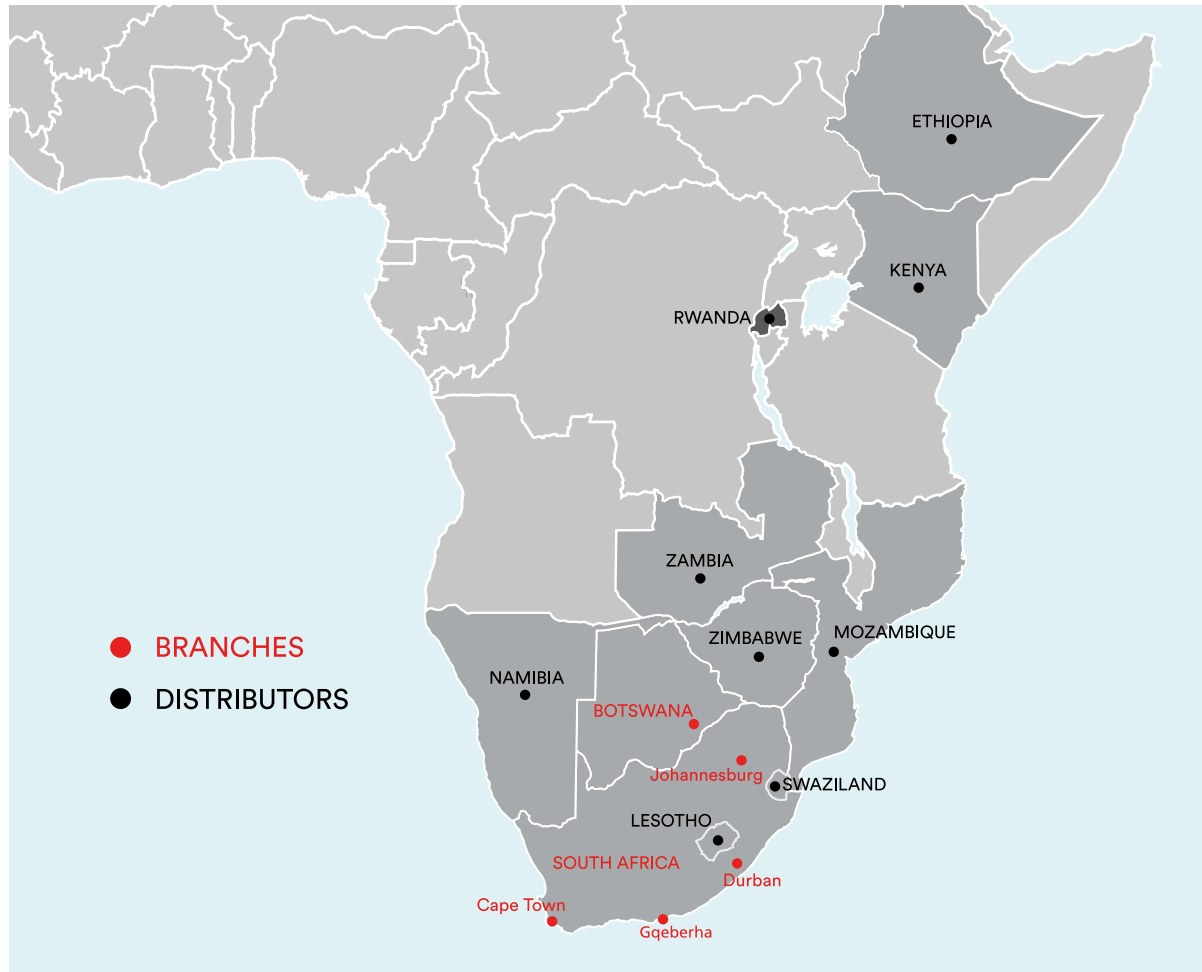 ETHIOPIA
KENYA
RWANDA
ZAMBIA
MOZAMBIQUE
ZIMBABWE
BRANCHES
NAMIBIA
DISTRIBUTORS
BOTSWANA
Johannesburg
SWAZILAND
LESOTHO
SOUTH AFRICA
Durban
Cape Town
Gqeberha